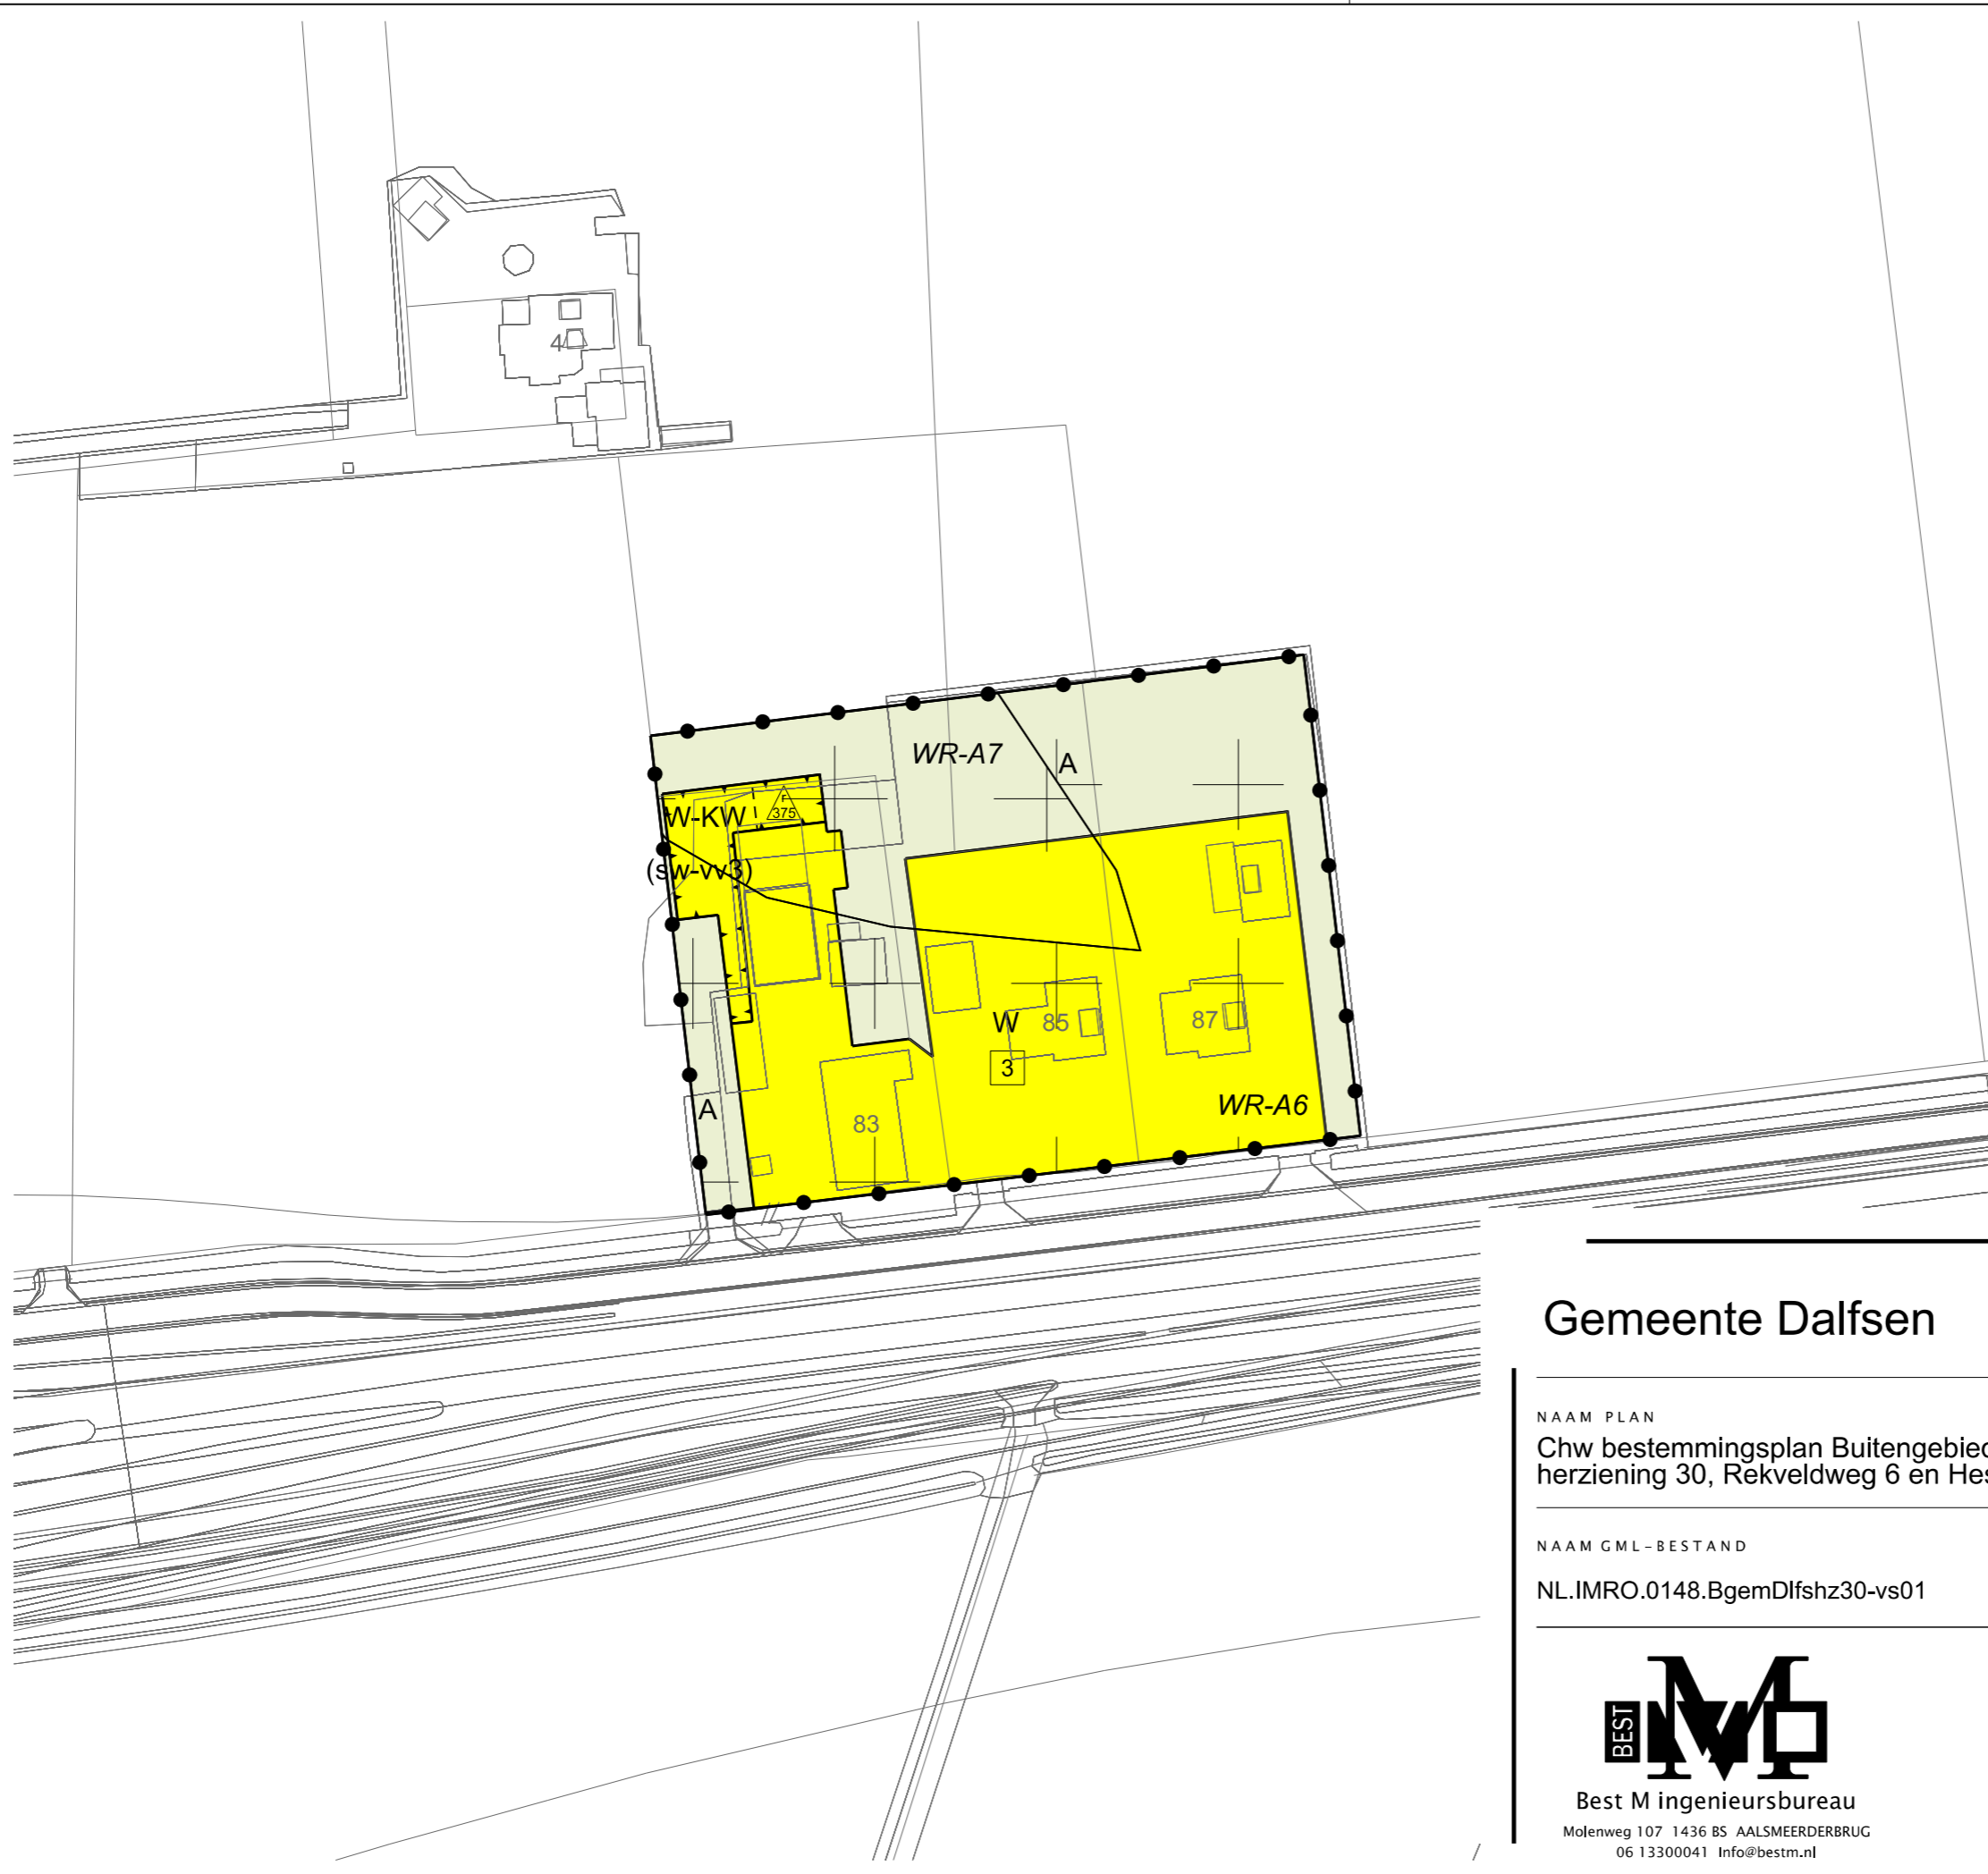 4
WR-A7
A
W-KW
r
375
(sw-vv3)
W
85
87
3
WR-A6
A
83
Gemeente Dalfsen
NAAM PLAN
Chw bestemmingsplan Buitengebied
herziening 30, Rekveldweg 6 en Hes
NAAM GML-BESTAND
NL.IMRO.0148.BgemDlfshz30-vs01
BEST
M
Best M ingenieursbureau
Molenweg 107 1436 BS AALSMEERDERBRUG
06 13300041 Info@bestm.nl